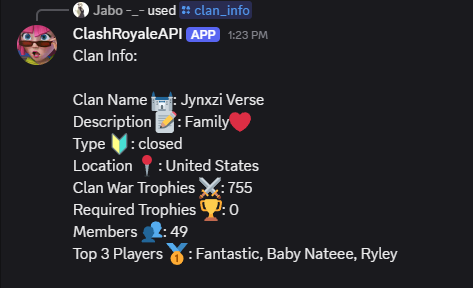 Jabo -_- used clan_info
ClashRoyaleAPI APP 1:23 PM
Clan Info:
Clan Name 🏰: Jynxzi Verse
Description 📝: Family❤️
Type 🔰: closed
Location 📍: United States
Clan War Trophies ⚔️: 755
Required Trophies 🏆: 0
Members 👥: 49
Top 3 Players 🏅: Fantastic, Baby Nateee, Ryley